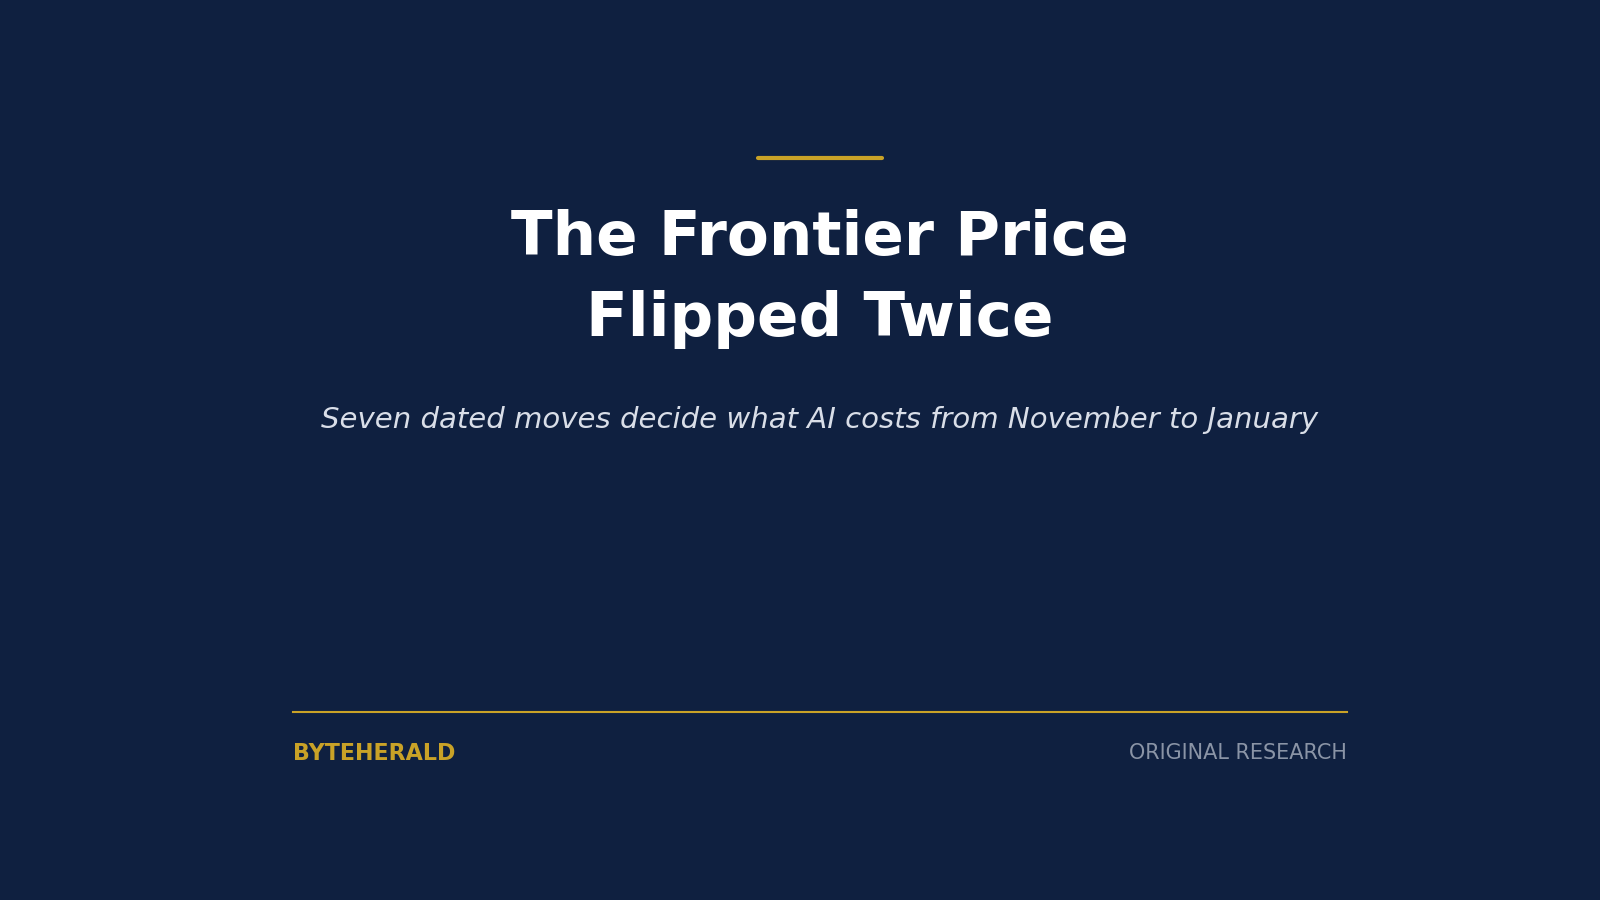 The Frontier Price
Flipped Twice
Seven dated moves decide what AI costs from November to January
BYTEHERALD
ORIGINAL RESEARCH